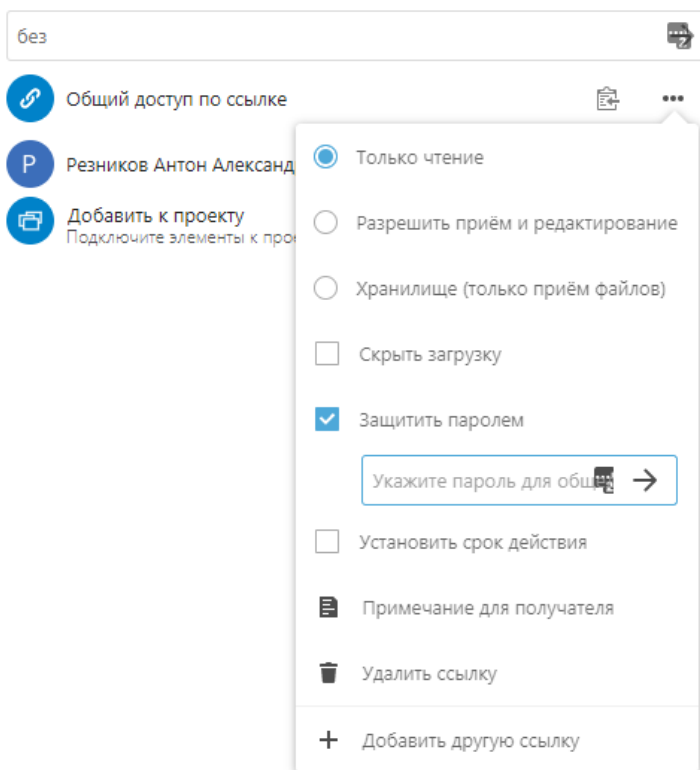 без
Общий доступ по ссылке
Р
Резников Антон Александ
Добавить к проекту
Подключите элементы к прое
Только чтение
Разрешить приём и редактирование
Хранилище (только приём файлов)
Скрыть загрузку
Защитить паролем
Укажите пароль для общ
Установить срок действия
Примечание для получателя
Удалить ссылку
Добавить другую ссылку